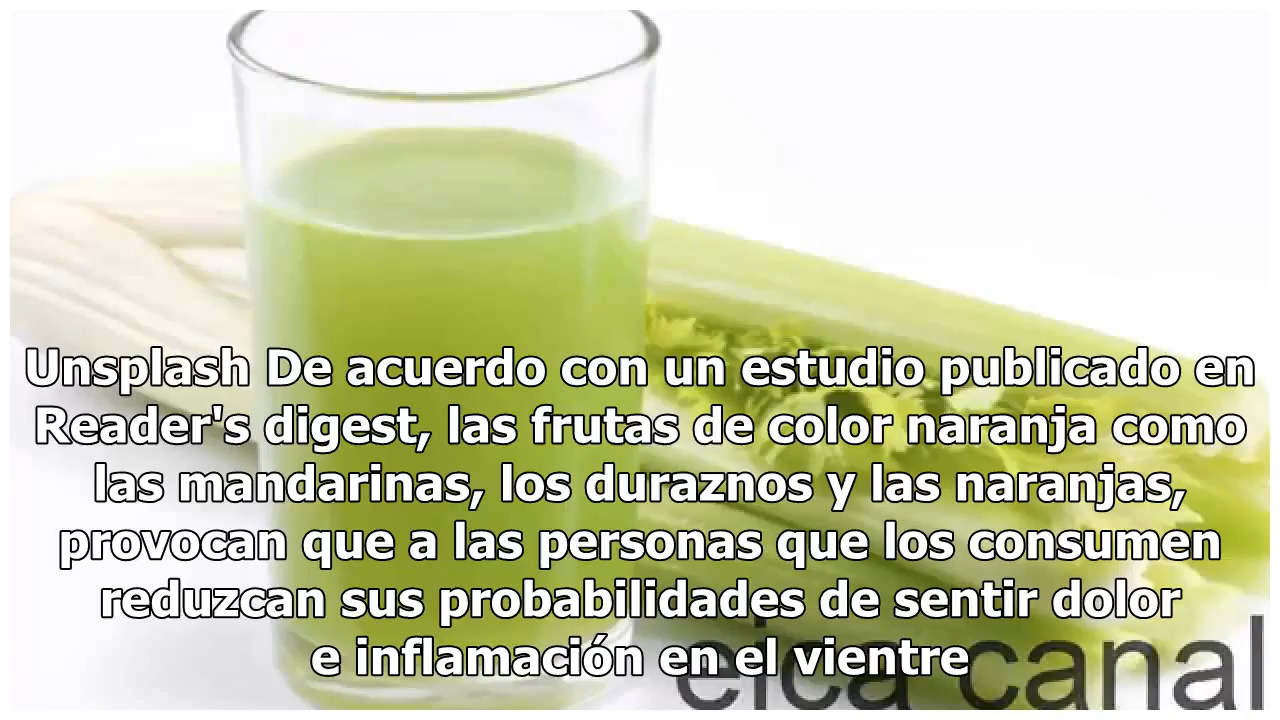 Unsplash De acuerdo con un estudio publicado en
Reader's digest, las frutas de color naranja como
las mandarinas, los duraznos y las naranjas,
provocan que a las personas que los consumen
reduzcan sus probabilidades de sentir dolor
e inflamación en el vientre
canal